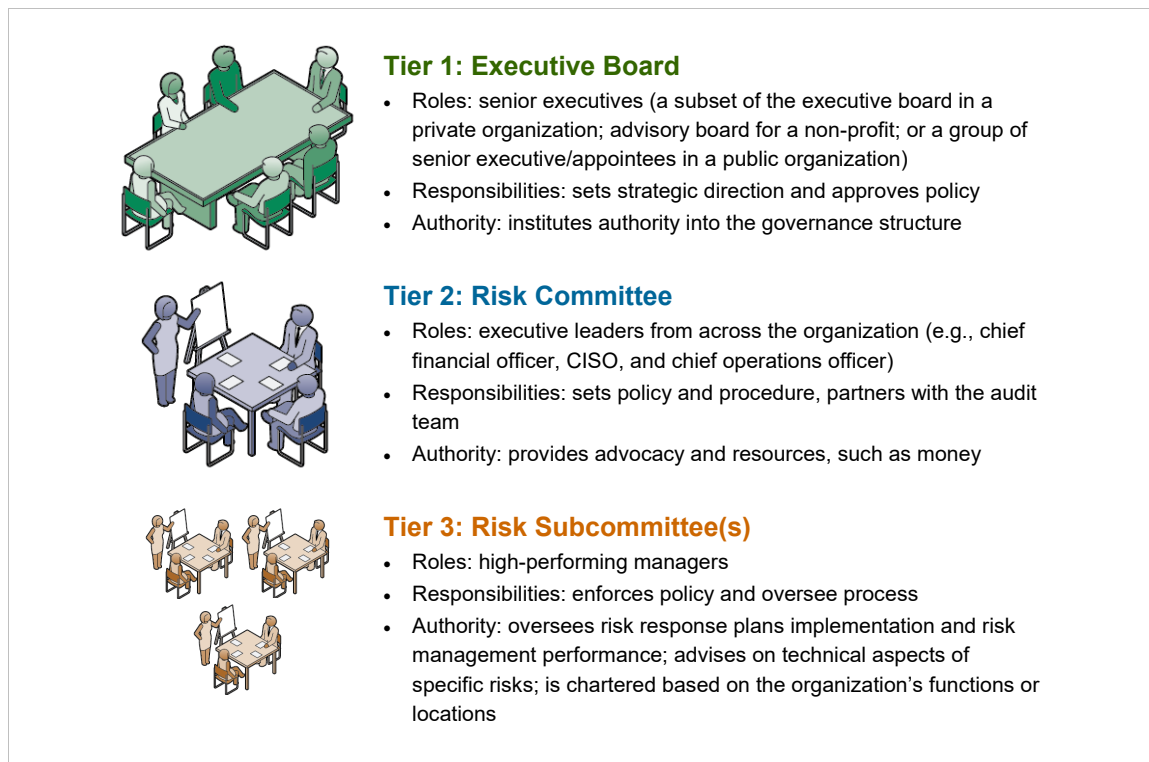 Tier 1: Executive Board
• Roles: senior executives (a subset of the executive board in a
private organization; advisory board for a non-profit; or a group of
senior executive/appointees in a public organization)
• Responsibilities: sets strategic direction and approves policy
• Authority: institutes authority into the governance structure
Tier 2: Risk Committee
• Roles: executive leaders from across the organization (e.g., chief
financial officer, CISO, and chief operations officer)
• Responsibilities: sets policy and procedure, partners with the audit
team
• Authority: provides advocacy and resources, such as money
Tier 3: Risk Subcommittee(s)
• Roles: high-performing managers
• Responsibilities: enforces policy and oversee process
• Authority: oversees risk response plans implementation and risk
management performance; advises on technical aspects of
specific risks; is chartered based on the organization’s functions or
locations